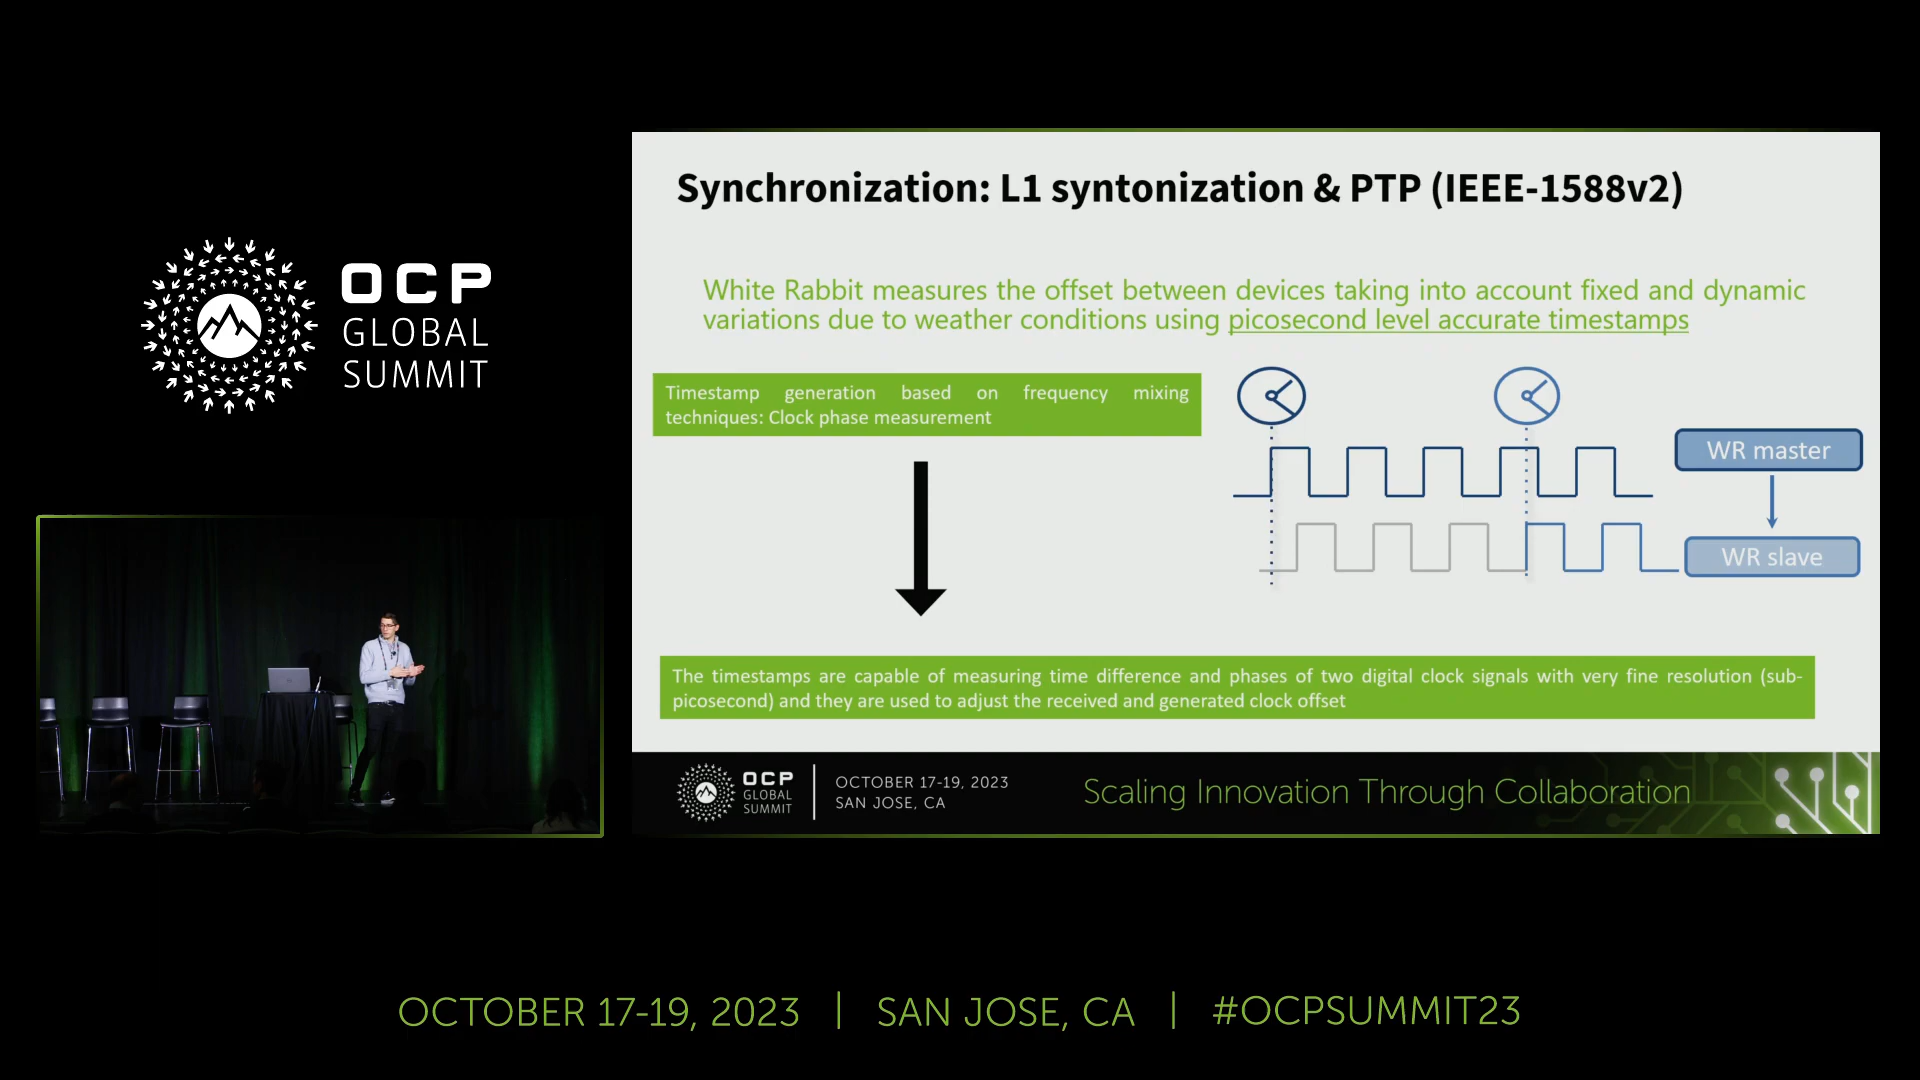 OCP
GLOBAL
SUMMIT
Synchronization: L1 syntonization & PTP (IEEE-1588v2)
White Rabbit measures the offset between devices taking into account fixed and dynamic
variations due to weather conditions using picosecond level accurate timestamps
Timestamp generation based on frequency mixing
techniques: Clock phase measurement
WR master
WR slave
The timestamps are capable of measuring time difference and phases of two digital clock signals with very fine resolution (sub-
picosecond) and they are used to adjust the received and generated clock offset
OCP
GLOBAL
SUMMIT
OCTOBER 17-19, 2023
SAN JOSE, CA
Scaling Innovation Through Collaboration
OCTOBER 17-19, 2023 | SAN JOSE, CA | #OCPSUMMIT23